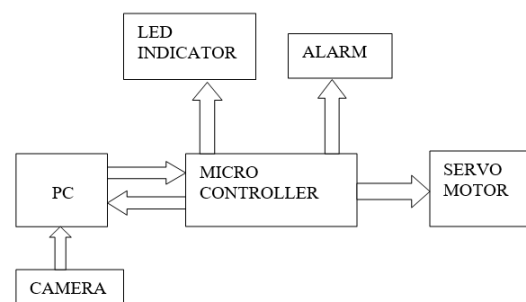 LED
INDICATOR
ALARM
PC
MICRO
CONTROLLER
SERVO
MOTOR
CAMERA